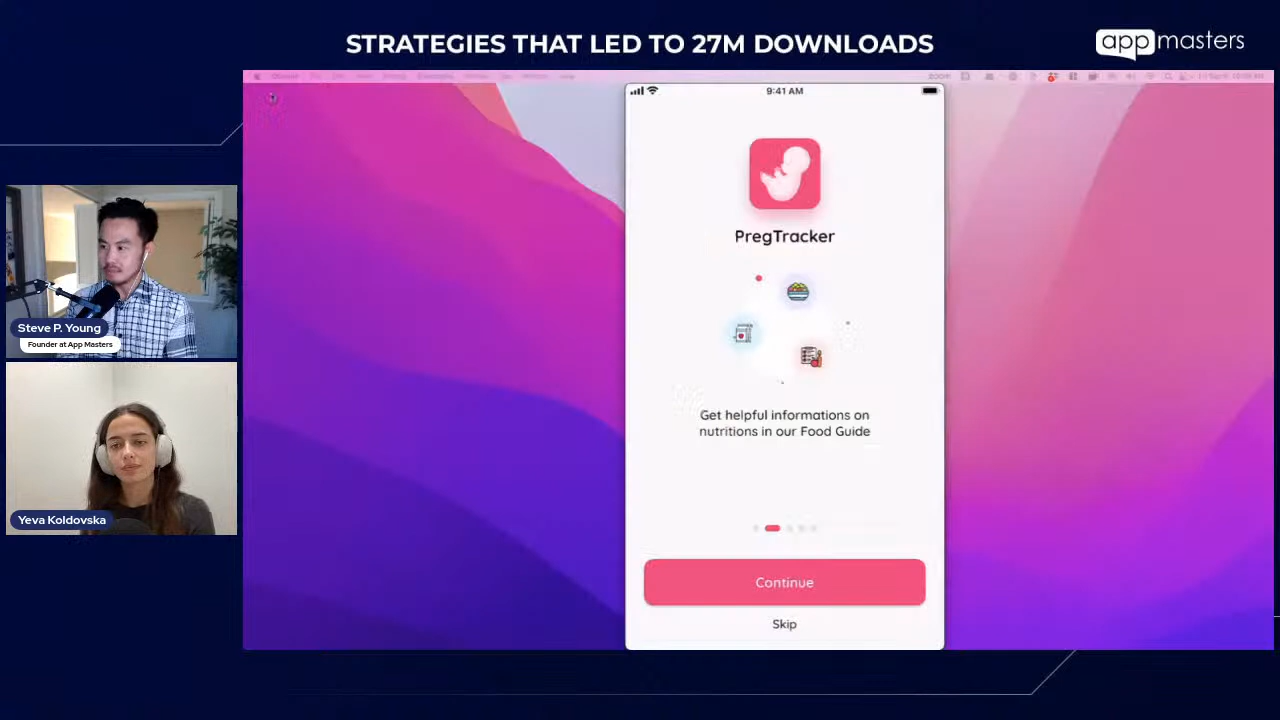 STRATEGIES THAT LED TO 27M DOWNLOADS
app masters
9:41 AM
PregTracker
Steve P. Young
Founder at App Masters
Get helpful informations on
nutritions in our Food Guide
Yeva Koldovska
Continue
Skip